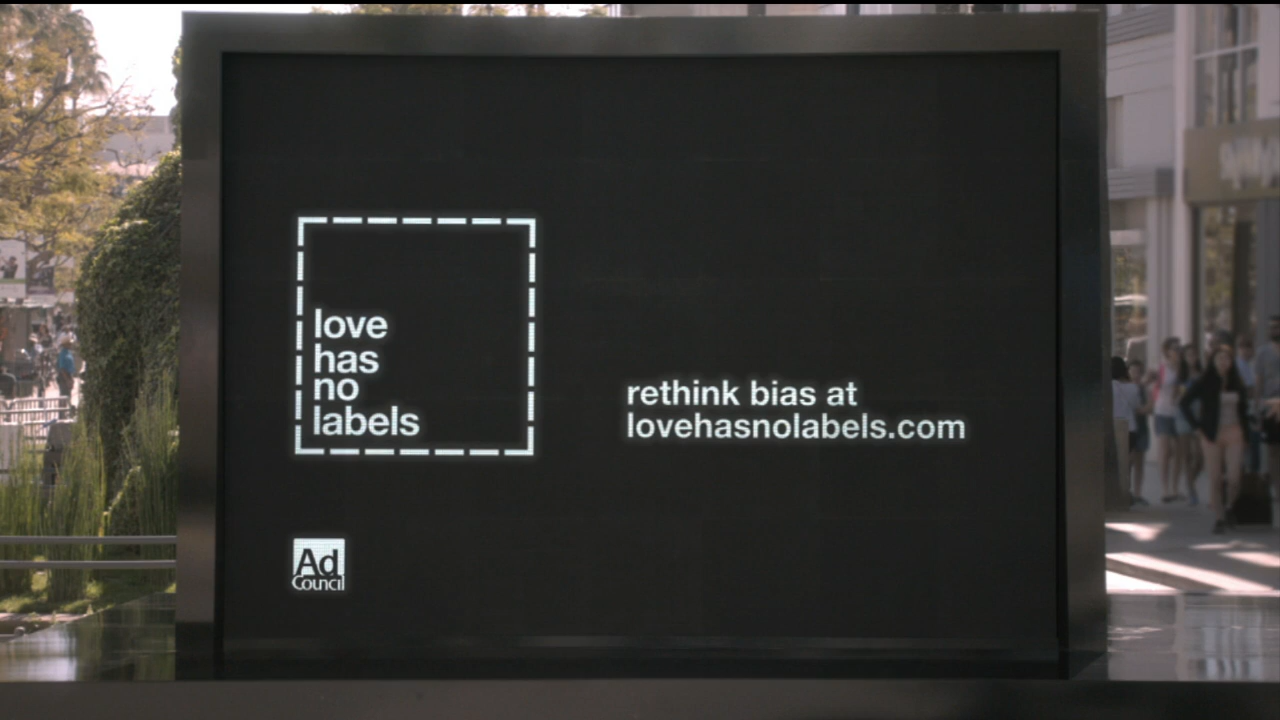 love
has
no
labels
rethink bias at
lovehasnolabels.com
Ad
Council